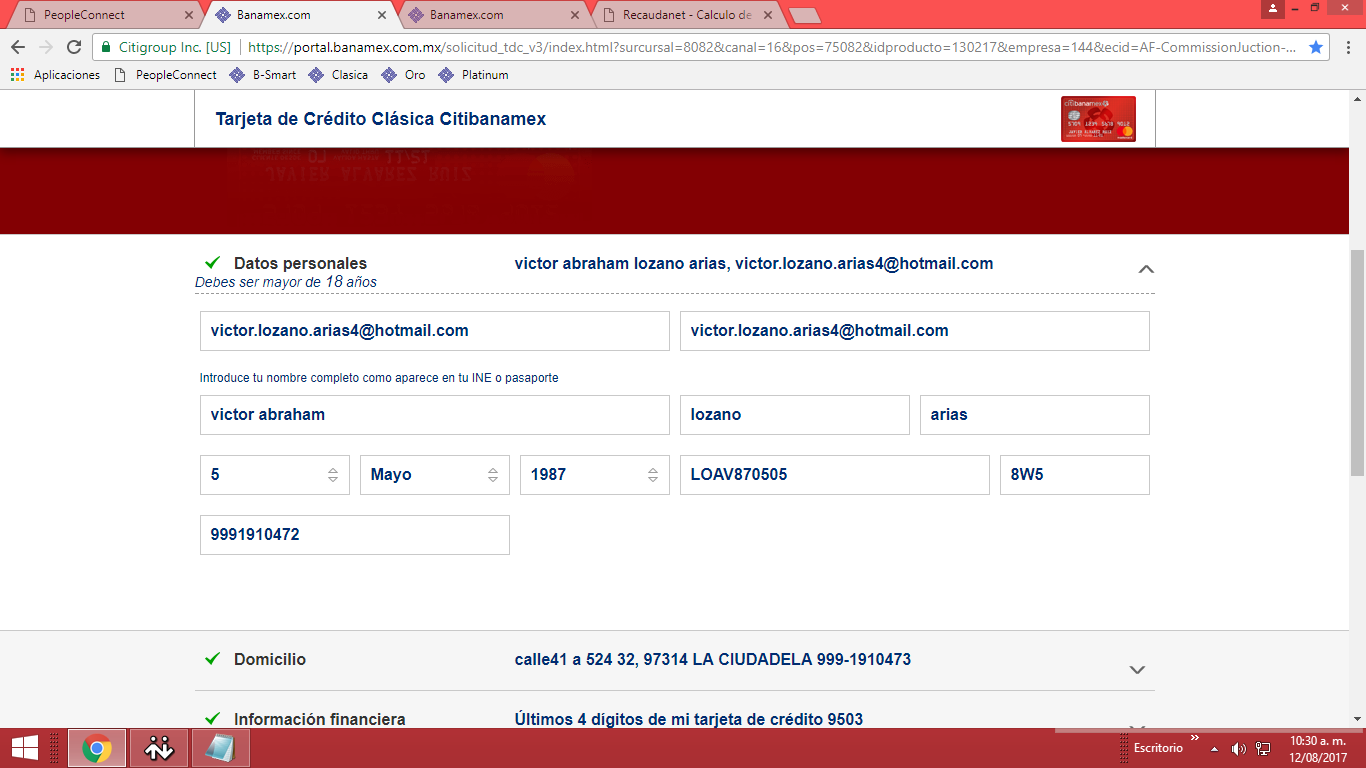 PeopleConnect
Banamex.com
Banamex.com
Recaudanet - Calculo de
Citigroup Inc. [US] https://portal.banamex.com.mx/solicitud_tdc_v3/index.html?surcursal=8082&canal=16&pos=75082&idproducto=130217&empresa=144&ecid=AF-CommissionJuction-...
Aplicaciones PeopleConnect B-Smart Clasica Oro Platinum
Tarjeta de Crédito Clásica Citibanamex
citibanamex
JAVIER ALVAREZ RUIZ
Datos personales victor abraham lozano arias, victor.lozano.arias4@hotmail.com
Debes ser mayor de 18 años
victor.lozano.arias4@hotmail.com victor.lozano.arias4@hotmail.com
Introduce tu nombre completo como aparece en tu INE o pasaporte
victor abraham lozano arias
5 Mayo 1987 LOAV870505 8W5
9991910472
Domicilio calle41 a 524 32, 97314 LA CIUDADELA 999-1910473
Información financiera Últimos 4 dígitos de mi tarjeta de crédito 9503
Escritorio
10:30 a. m.
12/08/2017